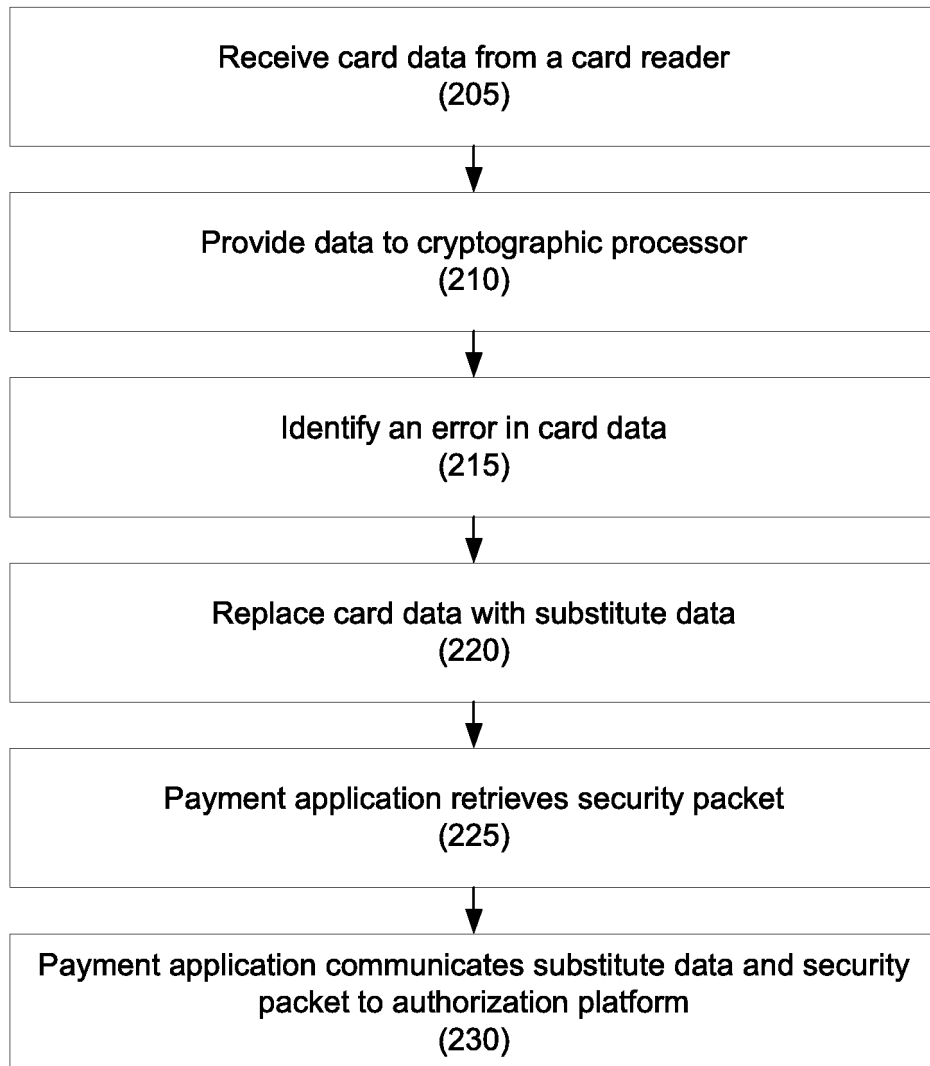 Receive card data from a card reader
(205)
Provide data to cryptographic processor
(210)
Identify an error in card data
(215)
Replace card data with substitute data
(220)
Payment application retrieves security packet
(225)
Payment application communicates substitute data and security
packet to authorization platform
(230)